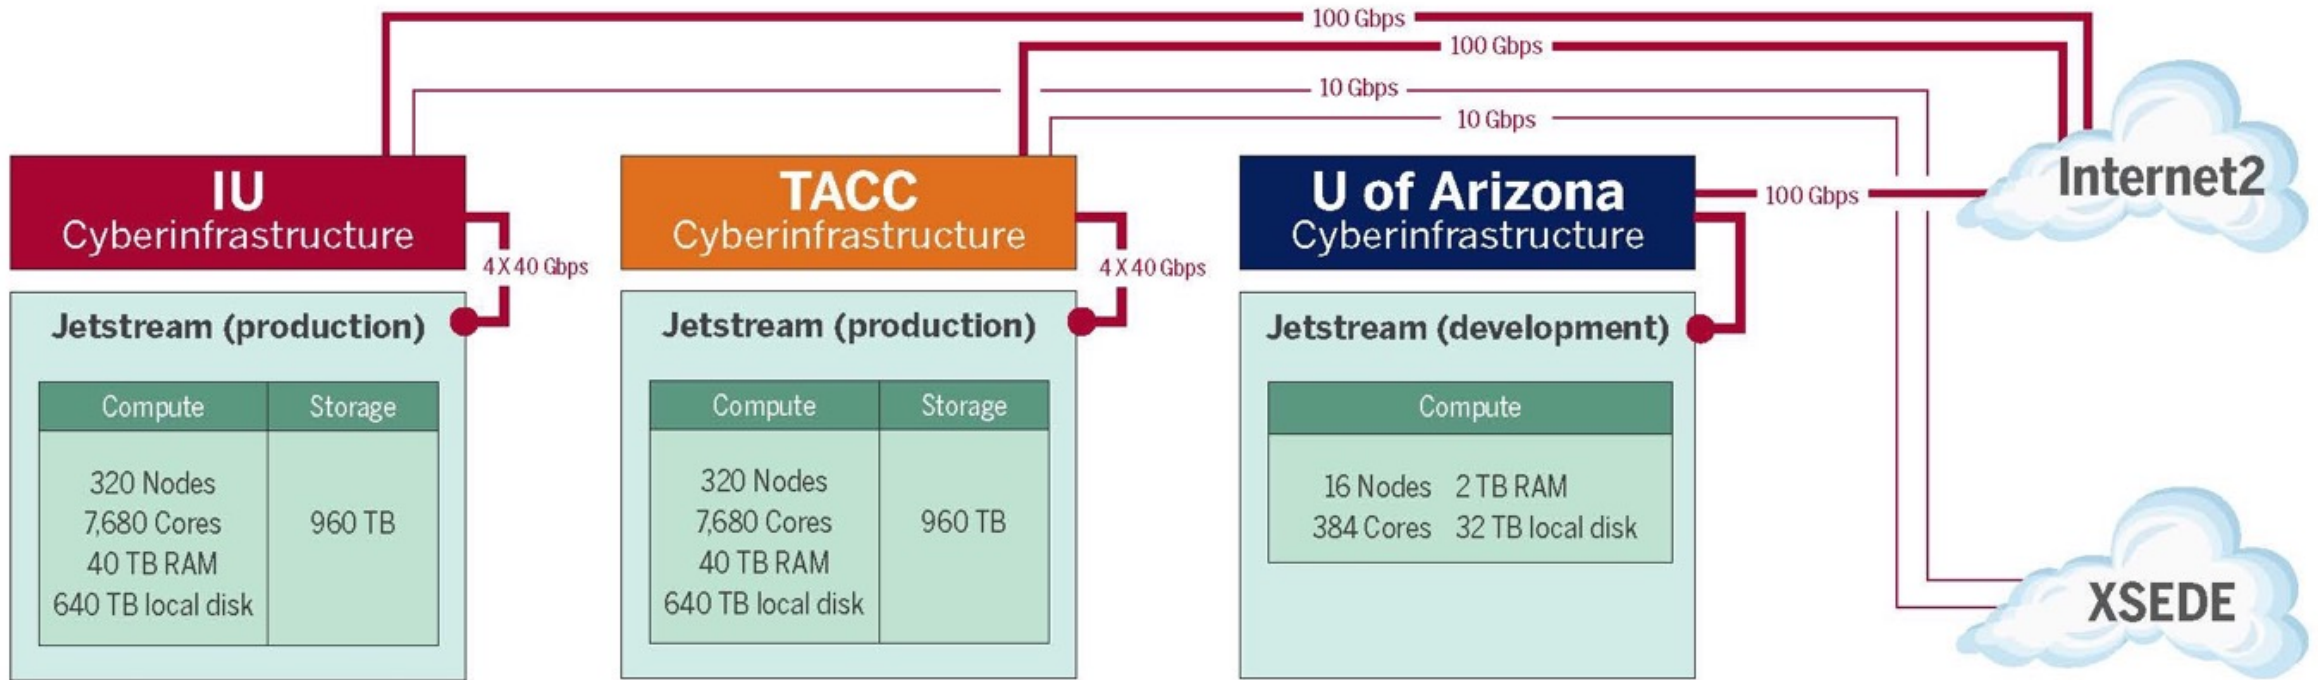 100 Gbps
100 Gbps
10 Gbps
10 Gbps
IU
Cyberinfrastructure
4 X 40 Gbps
Jetstream (production)
Compute
Storage
320 Nodes
7,680 Cores
40 TB RAM
640 TB local disk
960 TB
TACC
Cyberinfrastructure
4 X 40 Gbps
Jetstream (production)
Compute
Storage
320 Nodes
7,680 Cores
40 TB RAM
640 TB local disk
960 TB
U of Arizona
Cyberinfrastructure
100 Gbps
Jetstream (development)
Compute
16 Nodes 2 TB RAM
384 Cores 32 TB local disk
Internet2
XSEDE